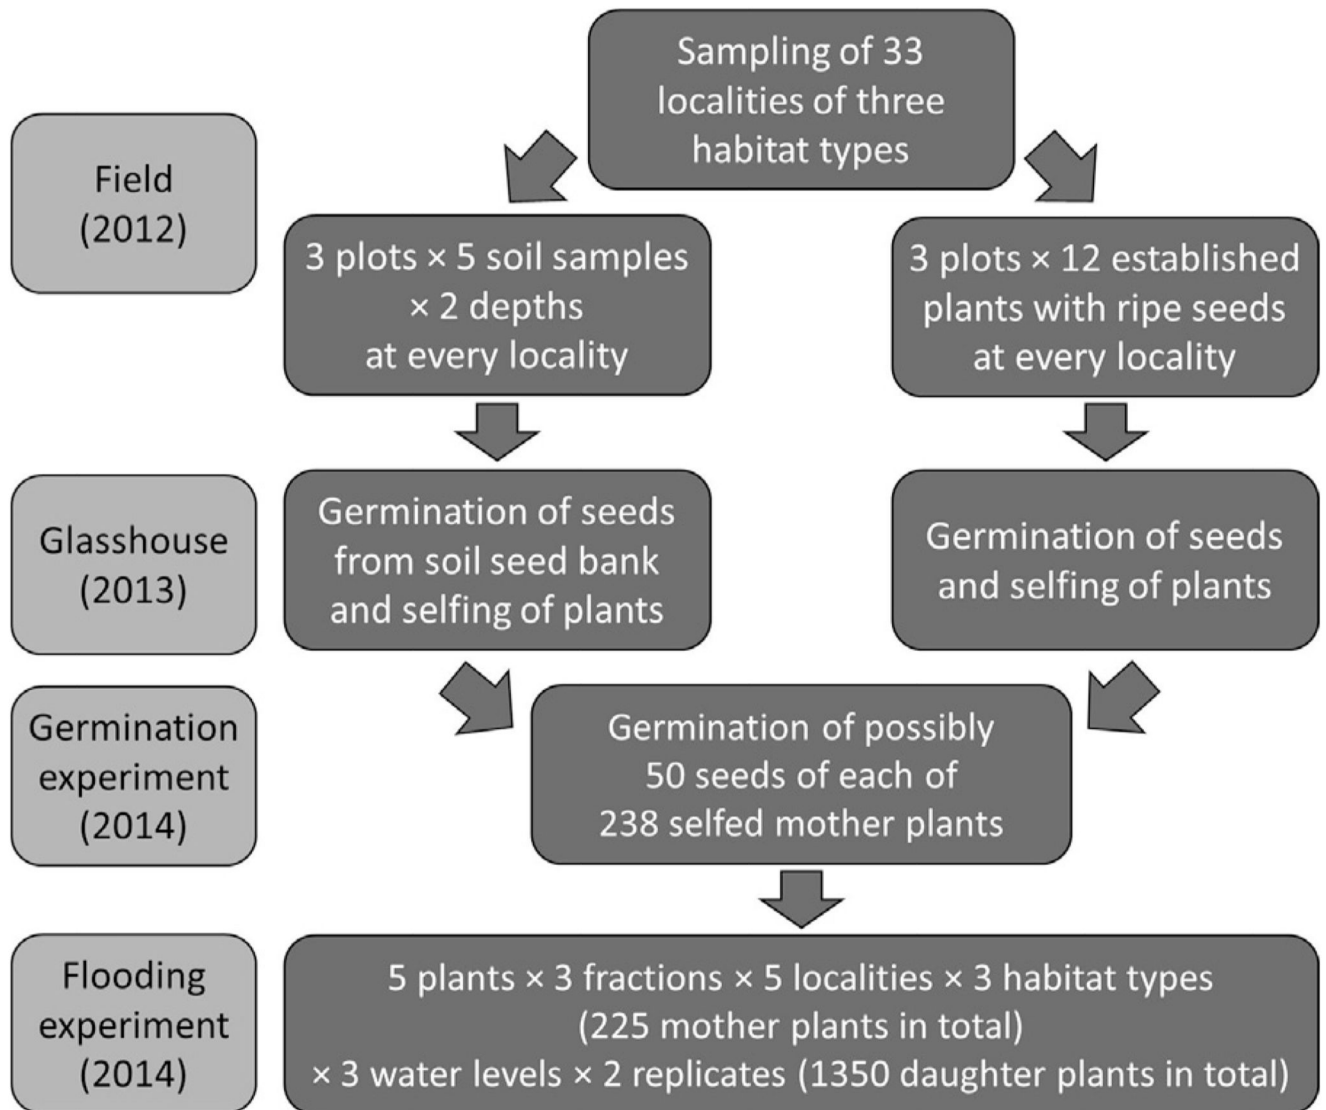 Sampling of 33
localities of three
habitat types
Field
(2012)
3 plots × 5 soil samples
× 2 depths
at every locality
3 plots × 12 established
plants with ripe seeds
at every locality
Glasshouse
(2013)
Germination of seeds
from soil seed bank
and selfing of plants
Germination of seeds
and selfing of plants
Germination
experiment
(2014)
Germination of possibly
50 seeds of each of
238 selfed mother plants
Flooding
experiment
(2014)
5 plants × 3 fractions × 5 localities × 3 habitat types
(225 mother plants in total)
× 3 water levels × 2 replicates (1350 daughter plants in total)